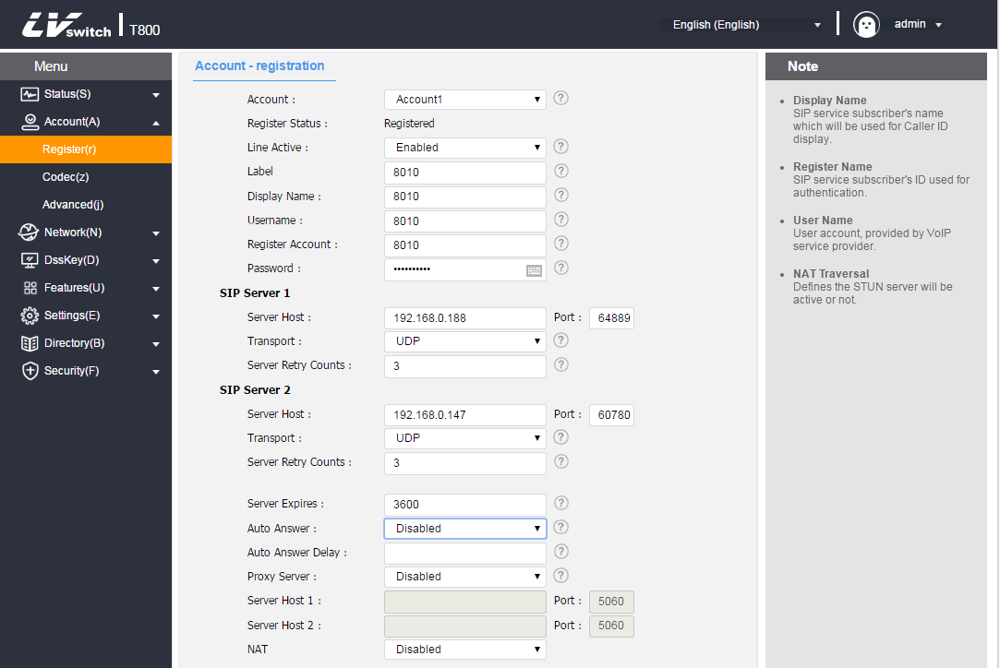 LVswitch T800
English (English)
admin
Menu
Status(S)
Account(A)
Register(r)
Codec(z)
Advanced(j)
Network(N)
DssKey(D)
Features(U)
Settings(E)
Directory(B)
Security(F)
Account - registration
Account : Account1 ?
Register Status : Registered
Line Active : Enabled ?
Label 8010 ?
Display Name : 8010 ?
Username : 8010 ?
Register Account : 8010 ?
Password : •••••••••• ?
SIP Server 1
Server Host : 192.168.0.188 Port : 64889
Transport : UDP ?
Server Retry Counts : 3 ?
SIP Server 2
Server Host : 192.168.0.147 Port : 60780
Transport : UDP ?
Server Retry Counts : 3 ?
Server Expires : 3600 ?
Auto Answer : Disabled ?
Auto Answer Delay : ?
Proxy Server : Disabled ?
Server Host 1 : Port : 5060
Server Host 2 : Port : 5060
NAT Disabled
Note
• Display Name
SIP service subscriber's name
which will be used for Caller ID
display.
• Register Name
SIP service subscriber's ID used for
authentication.
• User Name
User account, provided by VoIP
service provider.
• NAT Traversal
Defines the STUN server will be
active or not.